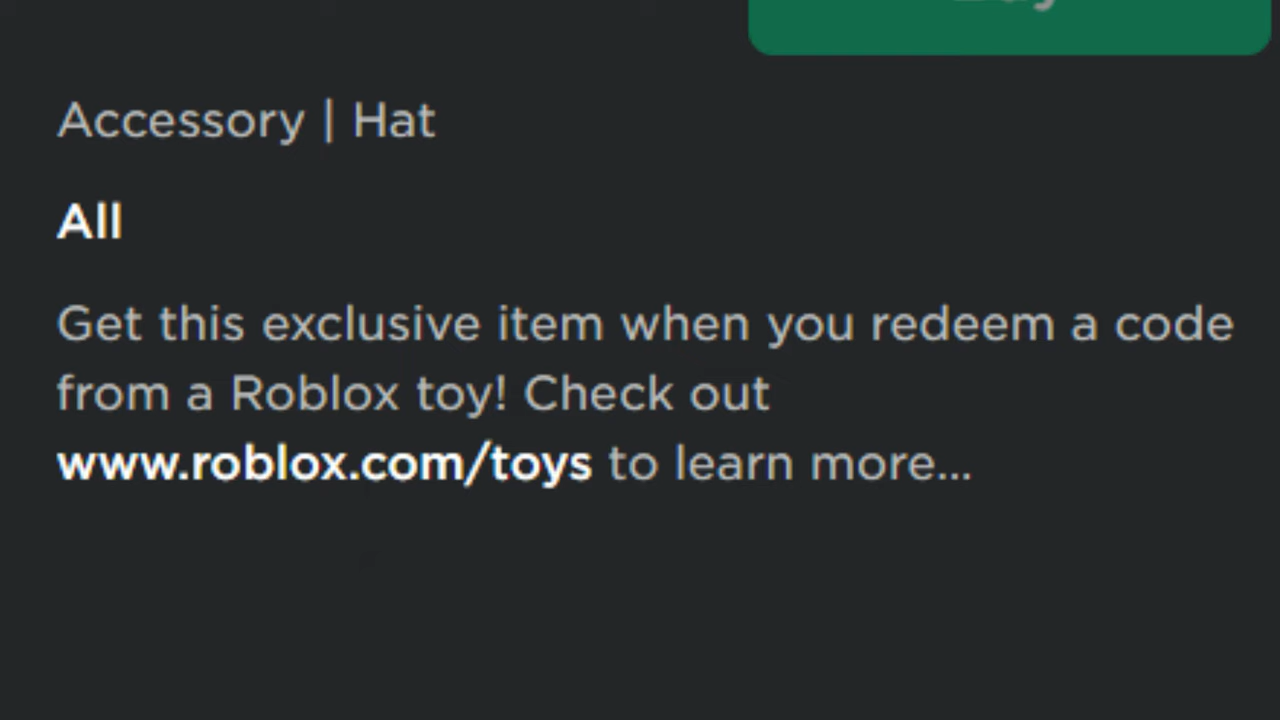 Accessory | Hat
All
Get this exclusive item when you redeem a code
from a Roblox toy! Check out
www.roblox.com/toys to learn more...